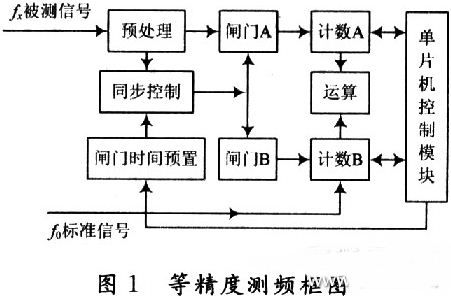 fx被测信号
预处理
闸门A
计数A
同步控制
运算
闸门时间预置
闸门B
计数B
单片机控制模块
f0标准信号
图1 等精度测频框图
www